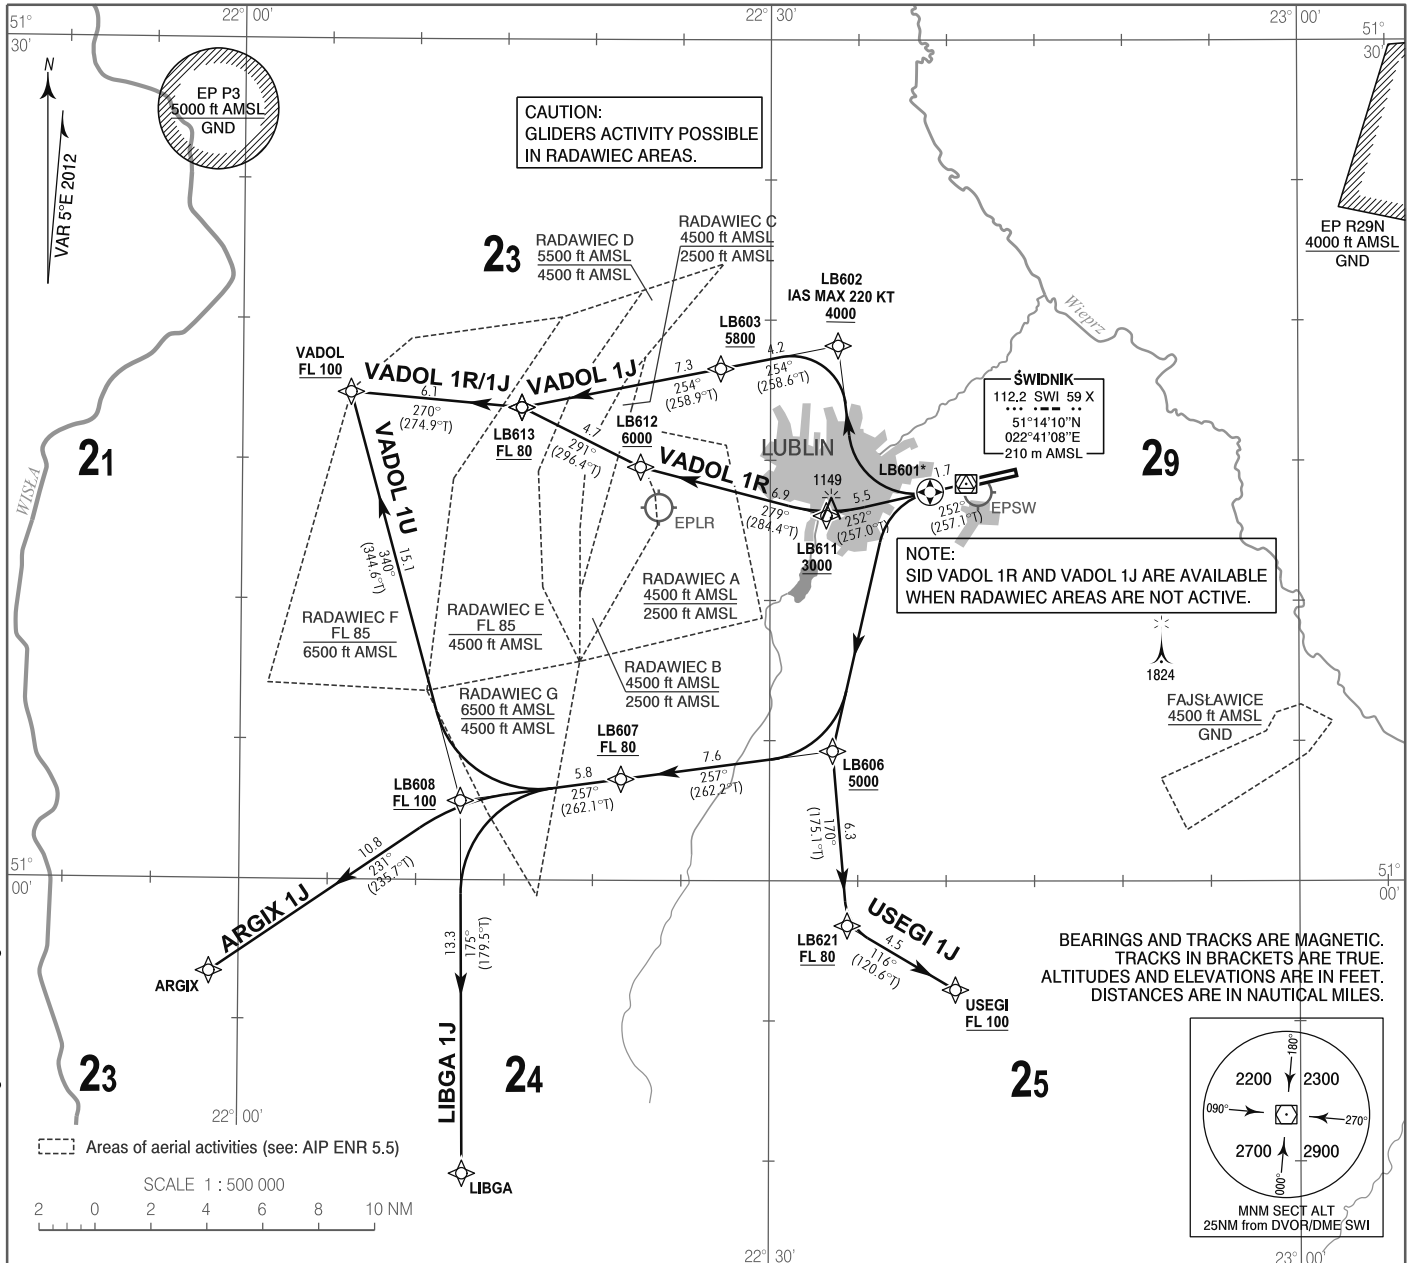 51°
30'
22° 00'
22° 30'
23° 00'
51°
30'
N
VAR 5°E 2012
EP P3
5000 ft AMSL
GND
CAUTION:
GLIDERS ACTIVITY POSSIBLE
IN RADAWIEC AREAS.
EP R29N
4000 ft AMSL
GND
23
RADAWIEC D
5500 ft AMSL
4500 ft AMSL
RADAWIEC C
4500 ft AMSL
2500 ft AMSL
LB602
IAS MAX 220 KT
4000
Wieprz
LB603
5800
VADOL
FL 100
VADOL 1R/1J
6.1
270°
(274.9°T)
VADOL 1J
7.3
254°
(258.9°T)
4.2
254°
(258.6°T)
LB613
FL 80
4.7
291°
(296.4°T)
LB612
6000
VADOL 1R
6.9
279°
(284.4°T)
LUBLIN
1149
5.5
252°
(257.0°T)
LB601*
1.7
252°
(257.1°T)
EPSW
ŚWIDNIK
112.2 SWI 59 X
51°14'10"N
022°41'08"E
210 m AMSL
29
21
WISŁA
EPLR
LB611
3000
NOTE:
SID VADOL 1R AND VADOL 1J ARE AVAILABLE
WHEN RADAWIEC AREAS ARE NOT ACTIVE.
VADOL 1U
15.1
340°
(344.6°T)
RADAWIEC F
FL 85
6500 ft AMSL
RADAWIEC E
FL 85
4500 ft AMSL
RADAWIEC A
4500 ft AMSL
2500 ft AMSL
RADAWIEC B
4500 ft AMSL
2500 ft AMSL
RADAWIEC G
6500 ft AMSL
4500 ft AMSL
1824
FAJSŁAWICE
4500 ft AMSL
GND
LB607
FL 80
7.6
257°
(262.2°T)
LB606
5000
LB608
FL 100
5.8
257°
(262.1°T)
6.3
170°
(175.1°T)
10.8
231°
(235.7°T)
ARGIX 1J
ARGIX
51°
00'
51°
00'
13.3
175°
(179.5°T)
LIBGA 1J
LIBGA
USEGI 1J
LB621
FL 80
4.5
116°
(120.6°T)
USEGI
FL 100
BEARINGS AND TRACKS ARE MAGNETIC.
TRACKS IN BRACKETS ARE TRUE.
ALTITUDES AND ELEVATIONS ARE IN FEET.
DISTANCES ARE IN NAUTICAL MILES.
23
24
25
180°
2200
2300
090°
270°
2700
2900
000°
MNM SECT ALT
25NM from DVOR/DME SWI
22° 00'
Areas of aerial activities (see: AIP ENR 5.5)
SCALE 1 : 500 000
2 0 2 4 6 8 10 NM
22° 30'
23° 00'